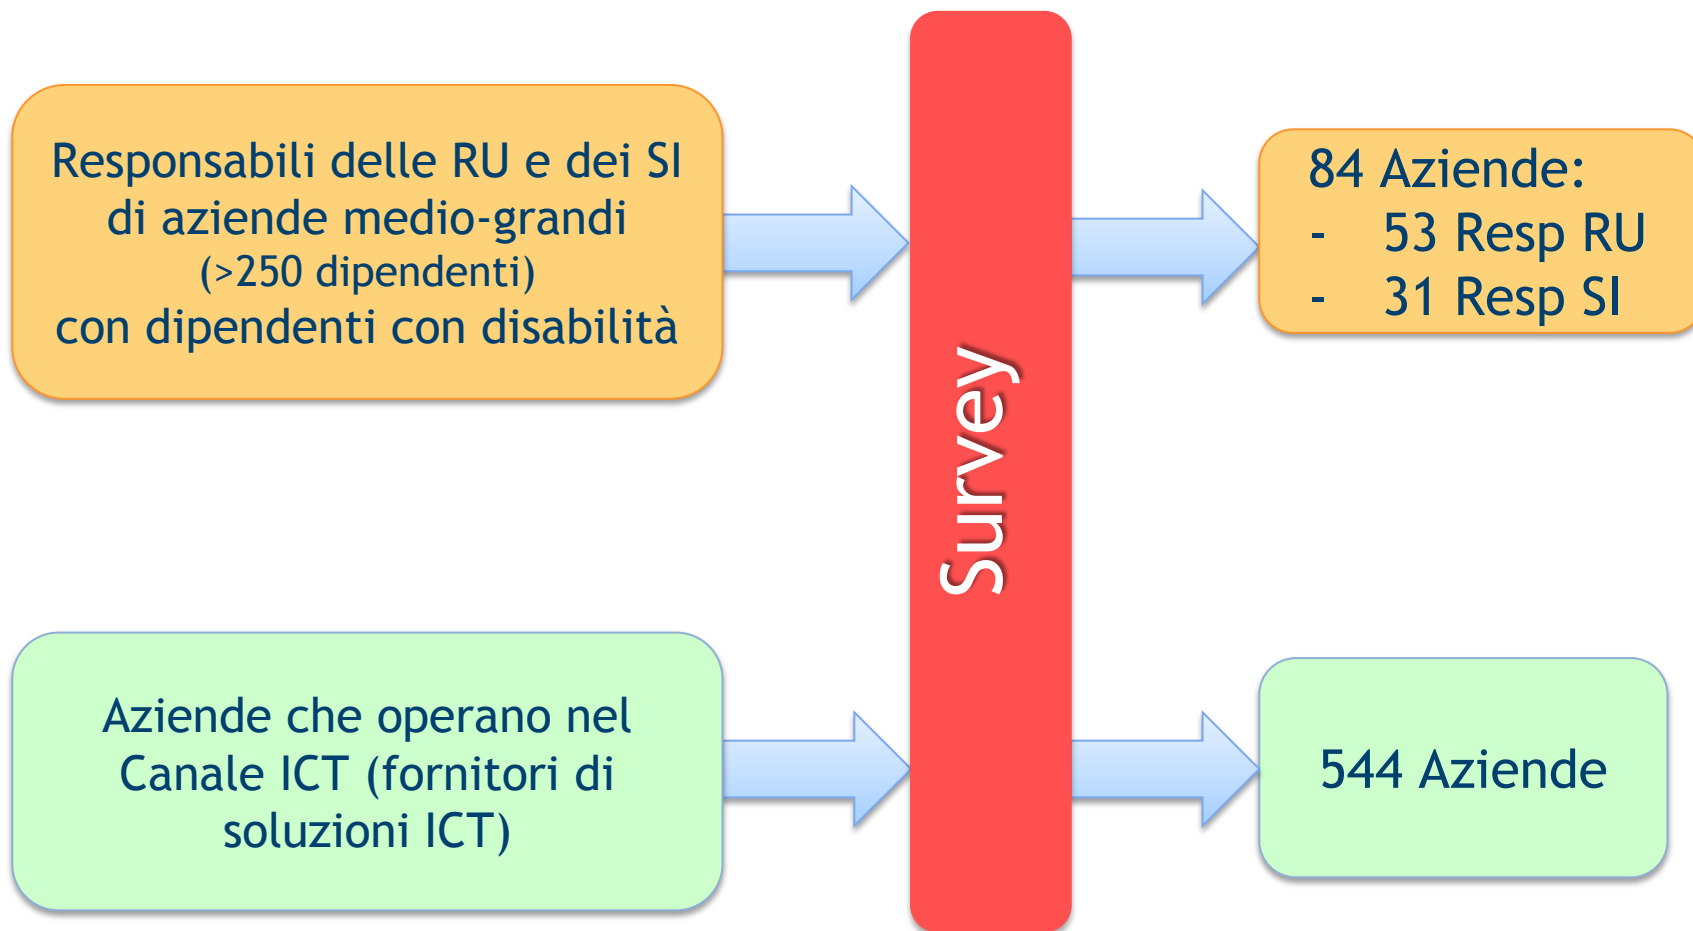 Responsabili delle RU e dei SI
di aziende medio-grandi
(>250 dipendenti)
con dipendenti con disabilità
Survey
84 Aziende:
- 53 Resp RU
- 31 Resp SI
Aziende che operano nel
Canale ICT (fornitori di
soluzioni ICT)
544 Aziende